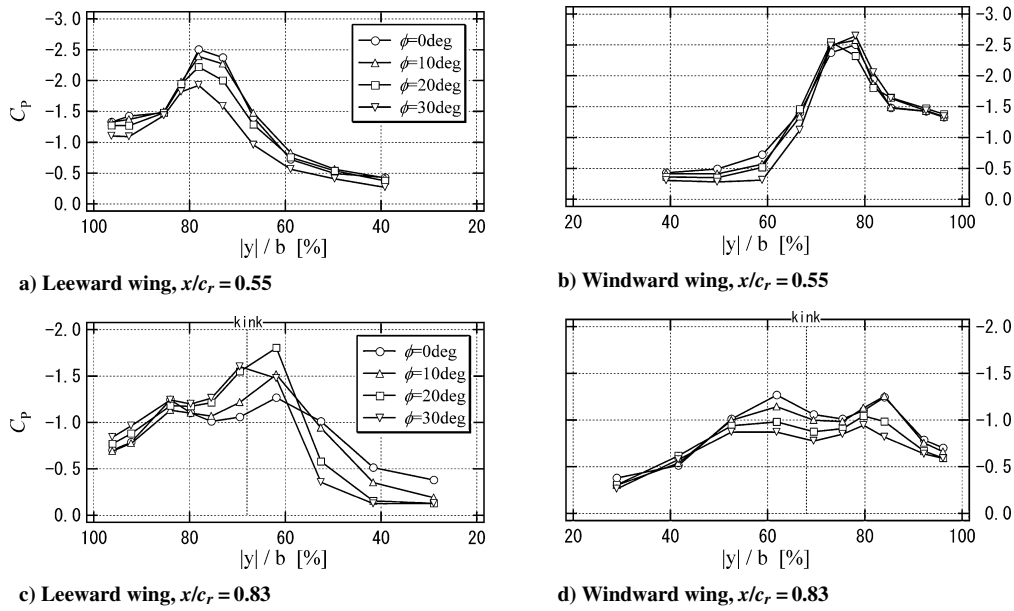 -3.0
-2.5
-2.0
-1.5
-1.0
-0.5
0.0
C_P
ϕ=0deg
ϕ=10deg
ϕ=20deg
ϕ=30deg
100 80 60 40 20
|y| / b [%]
a) Leeward wing, x/c_r = 0.55
-3.0
-2.5
-2.0
-1.5
-1.0
-0.5
0.0
20 40 60 80 100
|y| / b [%]
b) Windward wing, x/c_r = 0.55
kink
-2.0
-1.5
-1.0
-0.5
0.0
C_P
ϕ=0deg
ϕ=10deg
ϕ=20deg
ϕ=30deg
100 80 60 40 20
|y| / b [%]
c) Leeward wing, x/c_r = 0.83
kink
-2.0
-1.5
-1.0
-0.5
0.0
20 40 60 80 100
|y| / b [%]
d) Windward wing, x/c_r = 0.83